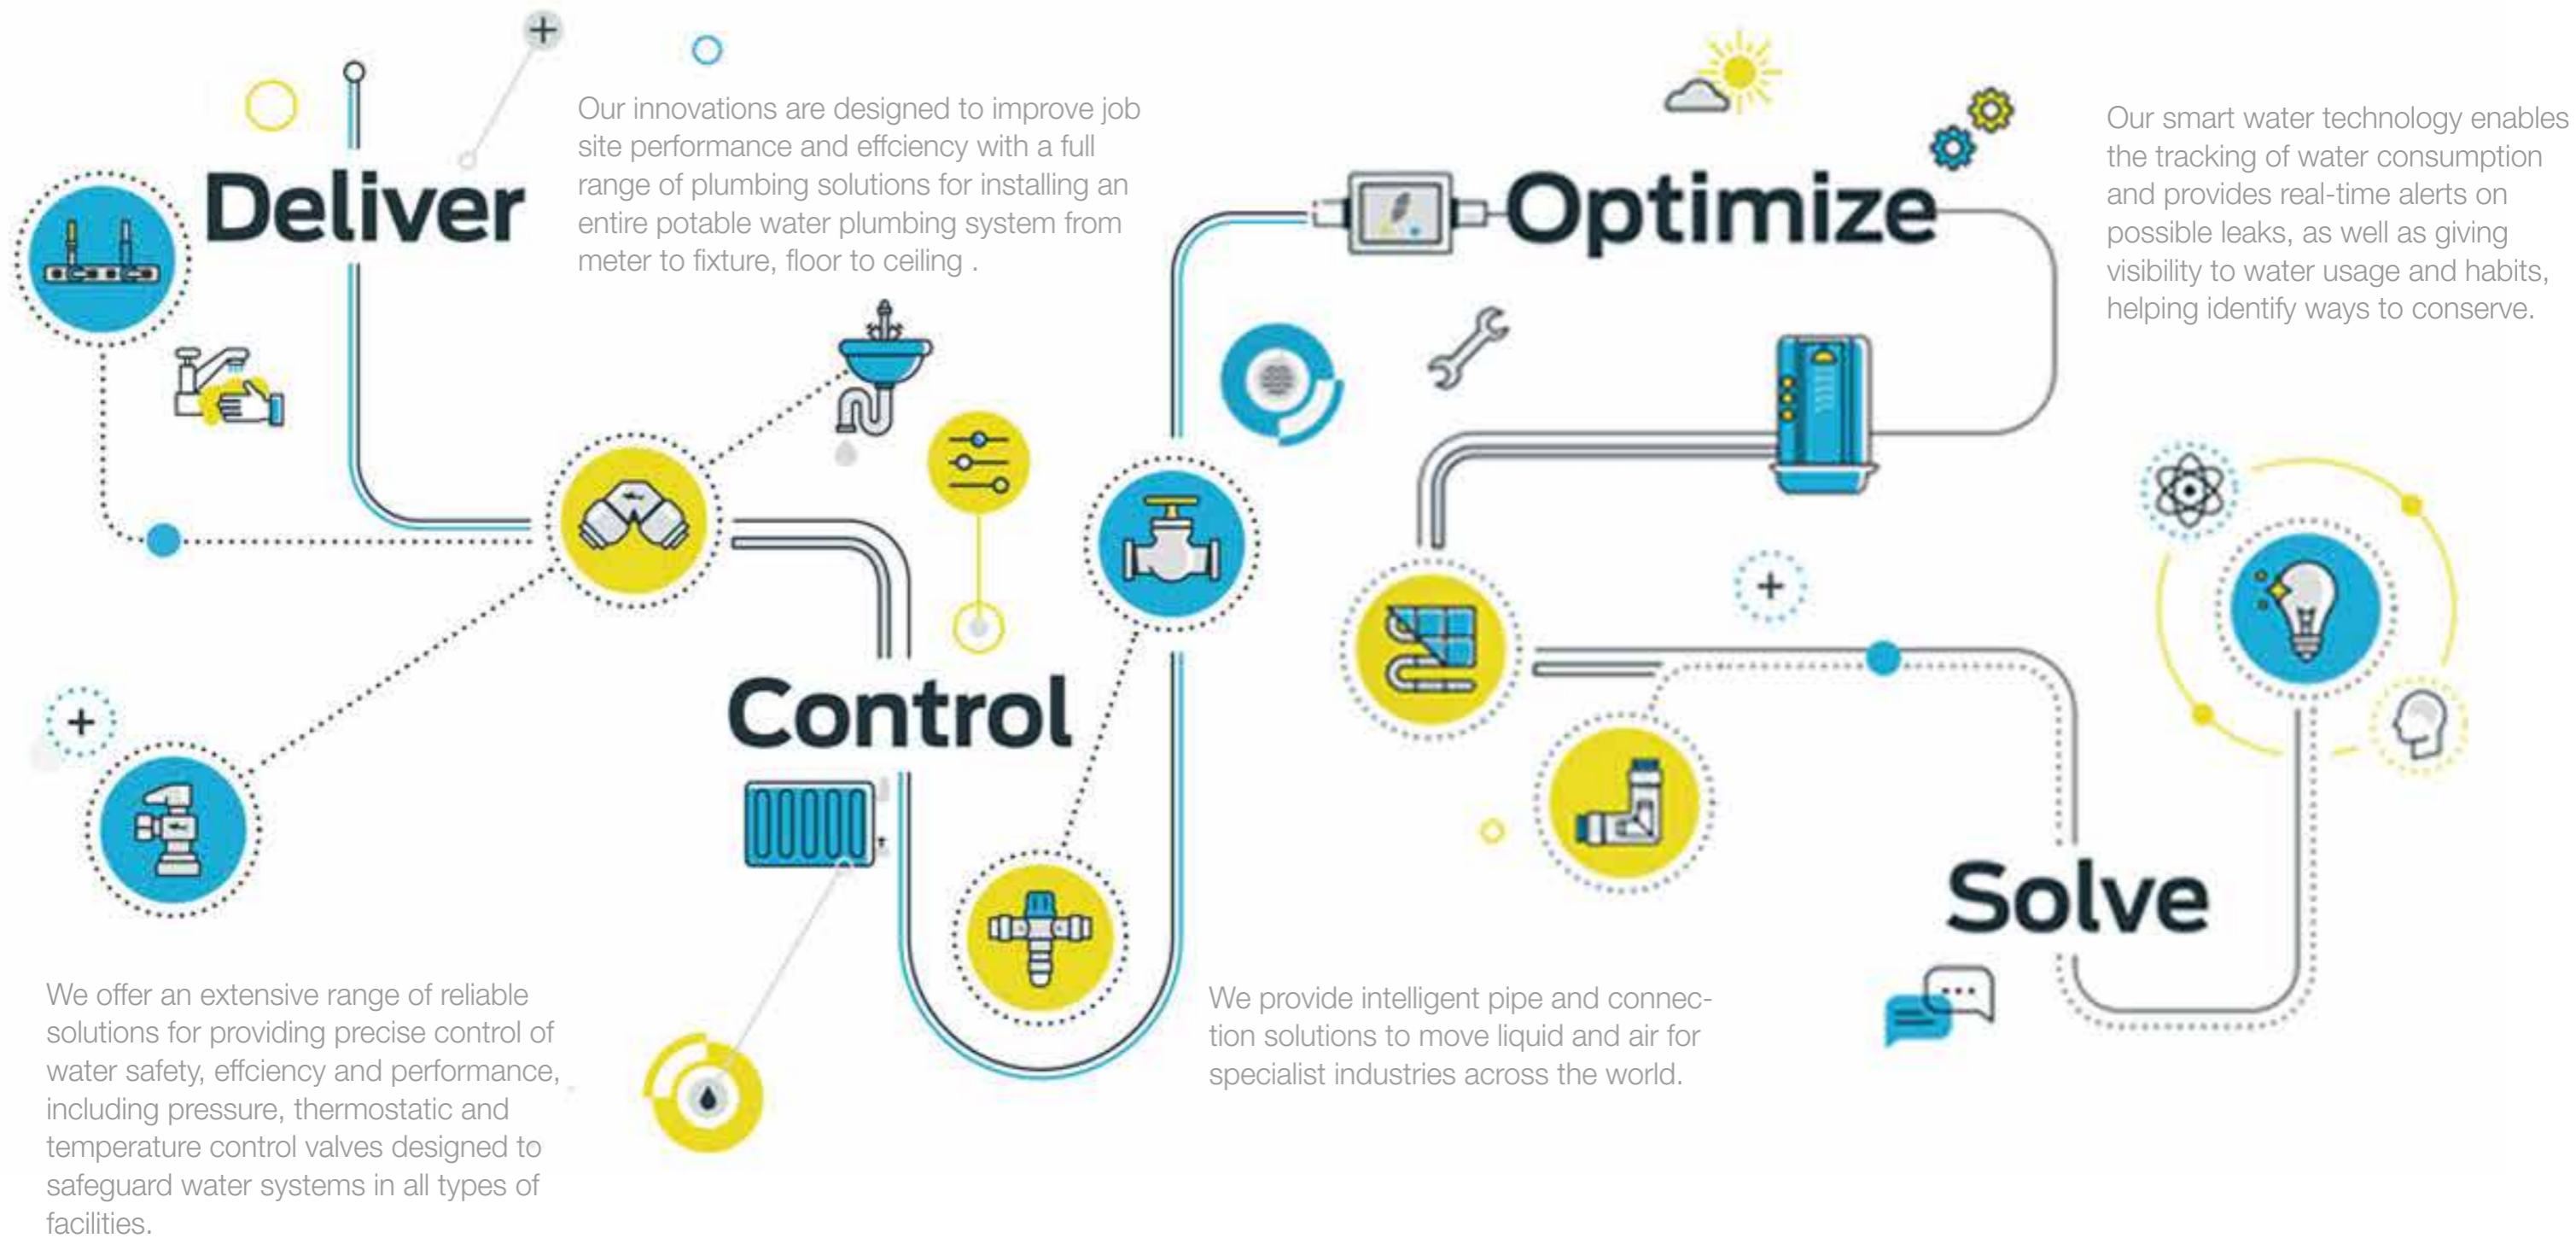 Deliver
Our innovations are designed to improve job
site performance and effciency with a full
range of plumbing solutions for installing an
entire potable water plumbing system from
meter to fixture, floor to ceiling .
Optimize
Our smart water technology enables
the tracking of water consumption
and provides real-time alerts on
possible leaks, as well as giving
visibility to water usage and habits,
helping identify ways to conserve.
Control
We offer an extensive range of reliable
solutions for providing precise control of
water safety, effciency and performance,
including pressure, thermostatic and
temperature control valves designed to
safeguard water systems in all types of
facilities.
Solve
We provide intelligent pipe and connec-
tion solutions to move liquid and air for
specialist industries across the world.